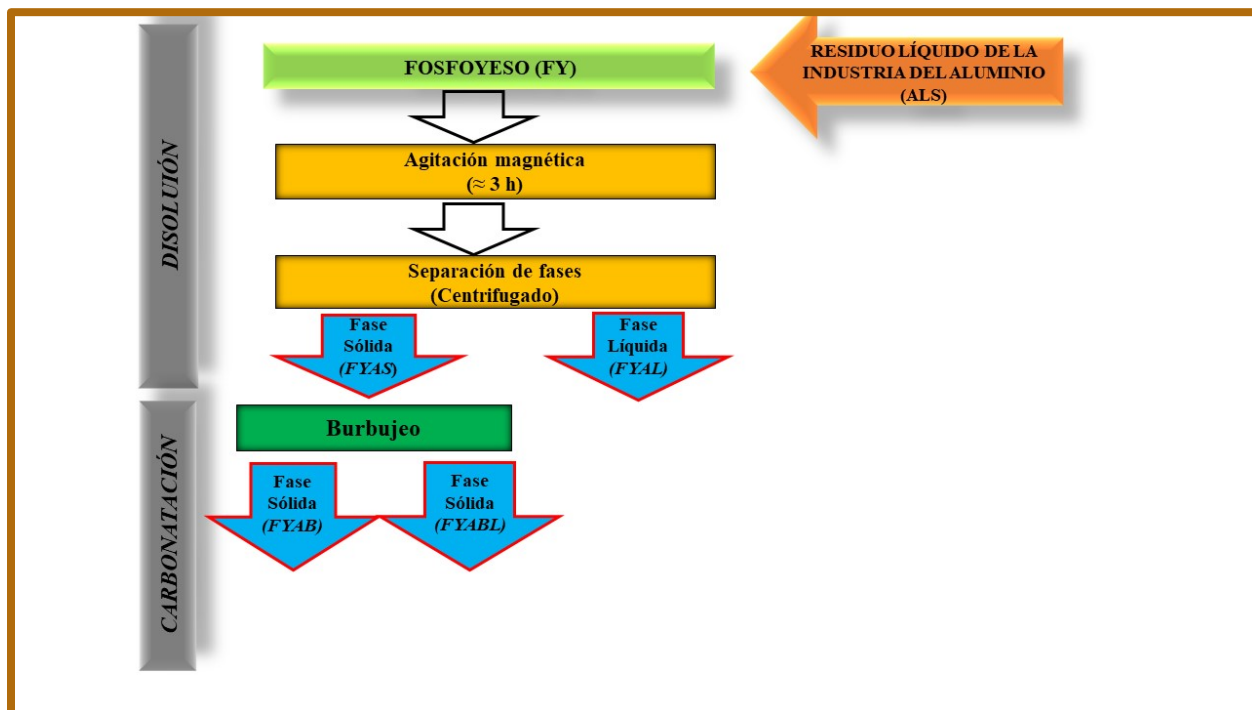 FOSFOYESO (FY)
RESIDUO LÍQUIDO DE LA
INDUSTRIA DEL ALUMINIO
(ALS)
DISOLUIÓN
Agitación magnética
(≈ 3 h)
Separación de fases
(Centrifugado)
Fase
Sólida
(FYAS)
Fase
Líquida
(FYAL)
CARBONATACIÓN
Burbujeo
Fase
Sólida
(FYAB)
Fase
Sólida
(FYABL)